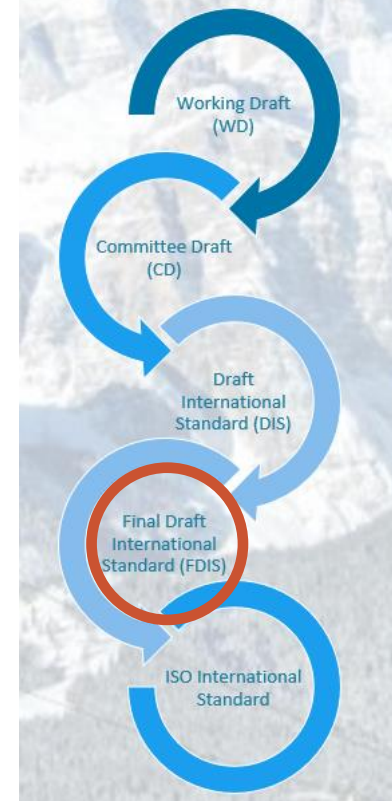 Working Draft
(WD)
Committee Draft
(CD)
Draft
International
Standard (DIS)
Final Draft
International
Standard (FDIS)
ISO International
Standard